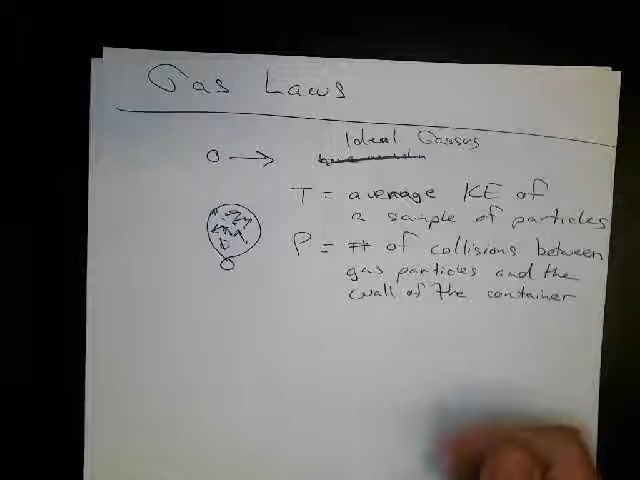 Gas Laws
Ideal Gasses
T = average KE of
a sample of particles
P = # of collisions between
gas particles and the
wall of the container